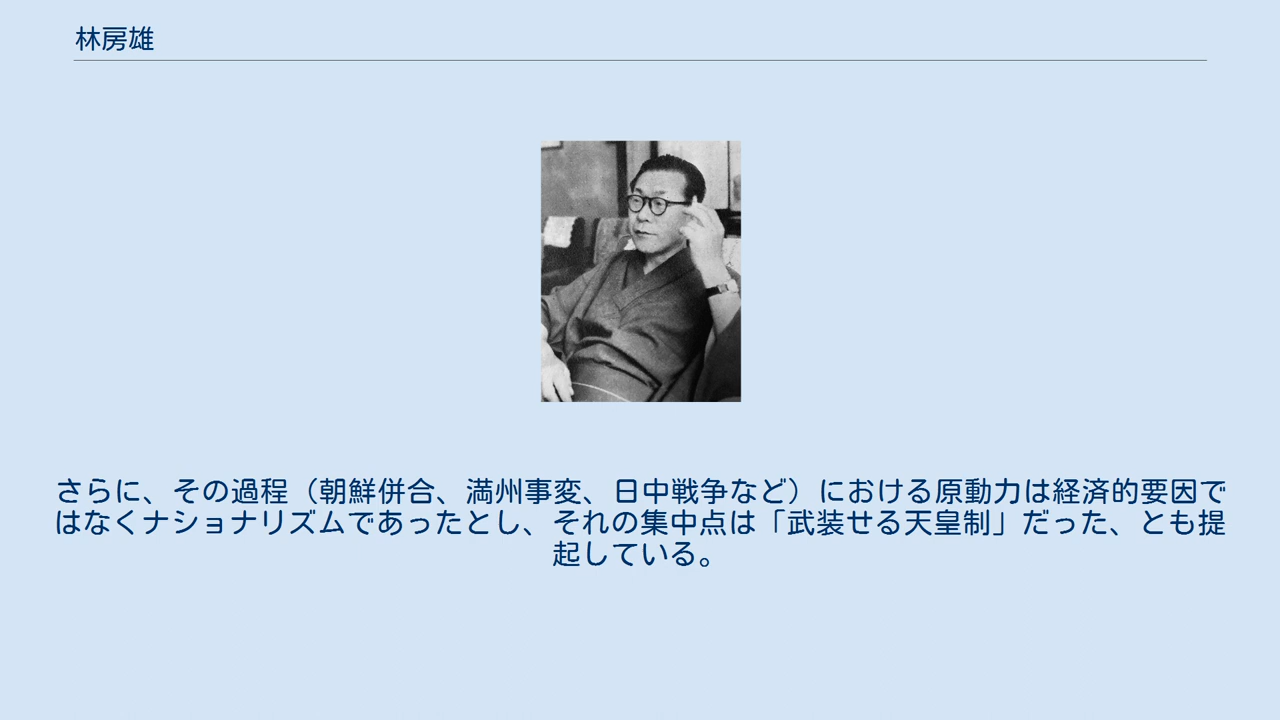 林房雄
さらに、その過程（朝鮮併合、満州事変、日中戦争など）における原動力は経済的要因で
はなくナショナリズムであったとし、それの集中点は「武装せる天皇制」だった、とも提
起している。